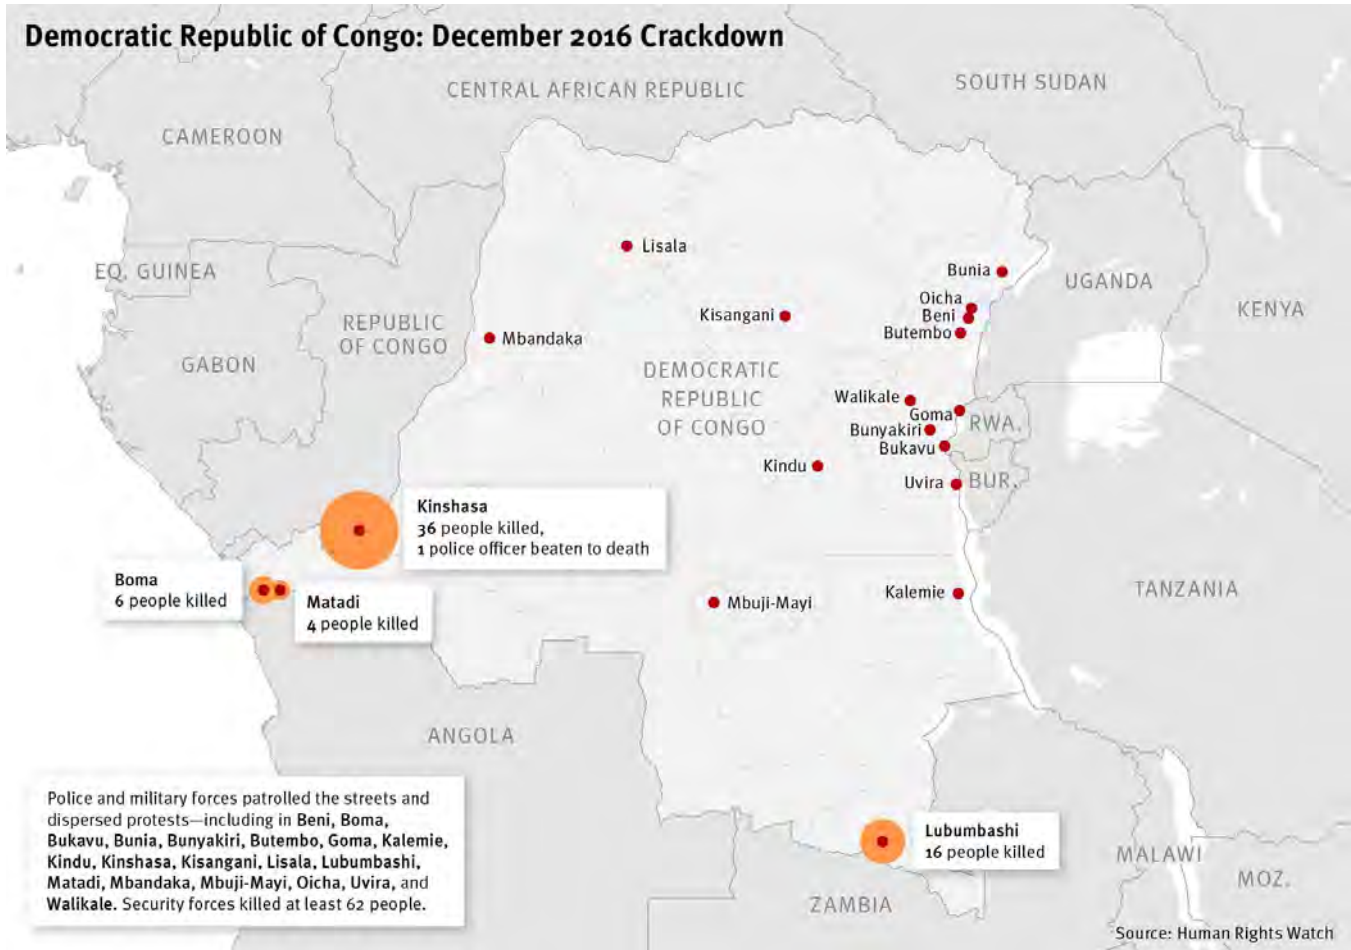 Democratic Republic of Congo: December 2016 Crackdown
SOUTH SUDAN
CENTRAL AFRICAN REPUBLIC
CAMEROON
Lisala
EQ. GUINEA
Bunia
UGANDA
Oicha
Beni
Butembo
KENYA
Kisangani
REPUBLIC
OF CONGO
Mbandaka
GABON
DEMOCRATIC
REPUBLIC
OF CONGO
Walikale
Goma
RWA.
Bunyakiri
Bukavu
Kindu
Uvira
BUR.
Kinshasa
36 people killed,
1 police officer beaten to death
Boma
6 people killed
Matadi
4 people killed
Mbuji-Mayi
Kalemie
TANZANIA
ANGOLA
Police and military forces patrolled the streets and
dispersed protests—including in Beni, Boma,
Bukavu, Bunia, Bunyakiri, Butembo, Goma, Kalemie,
Kindu, Kinshasa, Kisangani, Lisala, Lubumbashi,
Matadi, Mbandaka, Mbuji-Mayi, Oicha, Uvira, and
Walikale. Security forces killed at least 62 people.
Lubumbashi
16 people killed
MALAWI
MOZ.
ZAMBIA
Source: Human Rights Watch